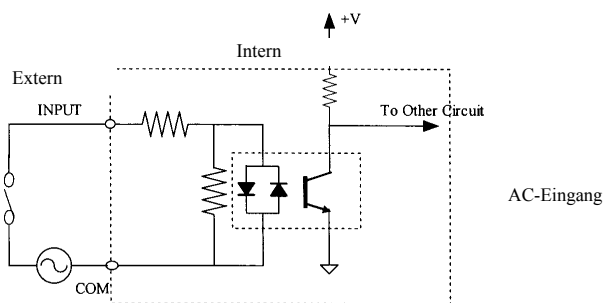 +V
Intern
Extern
INPUT
To Other Circuit
AC-Eingang
COM